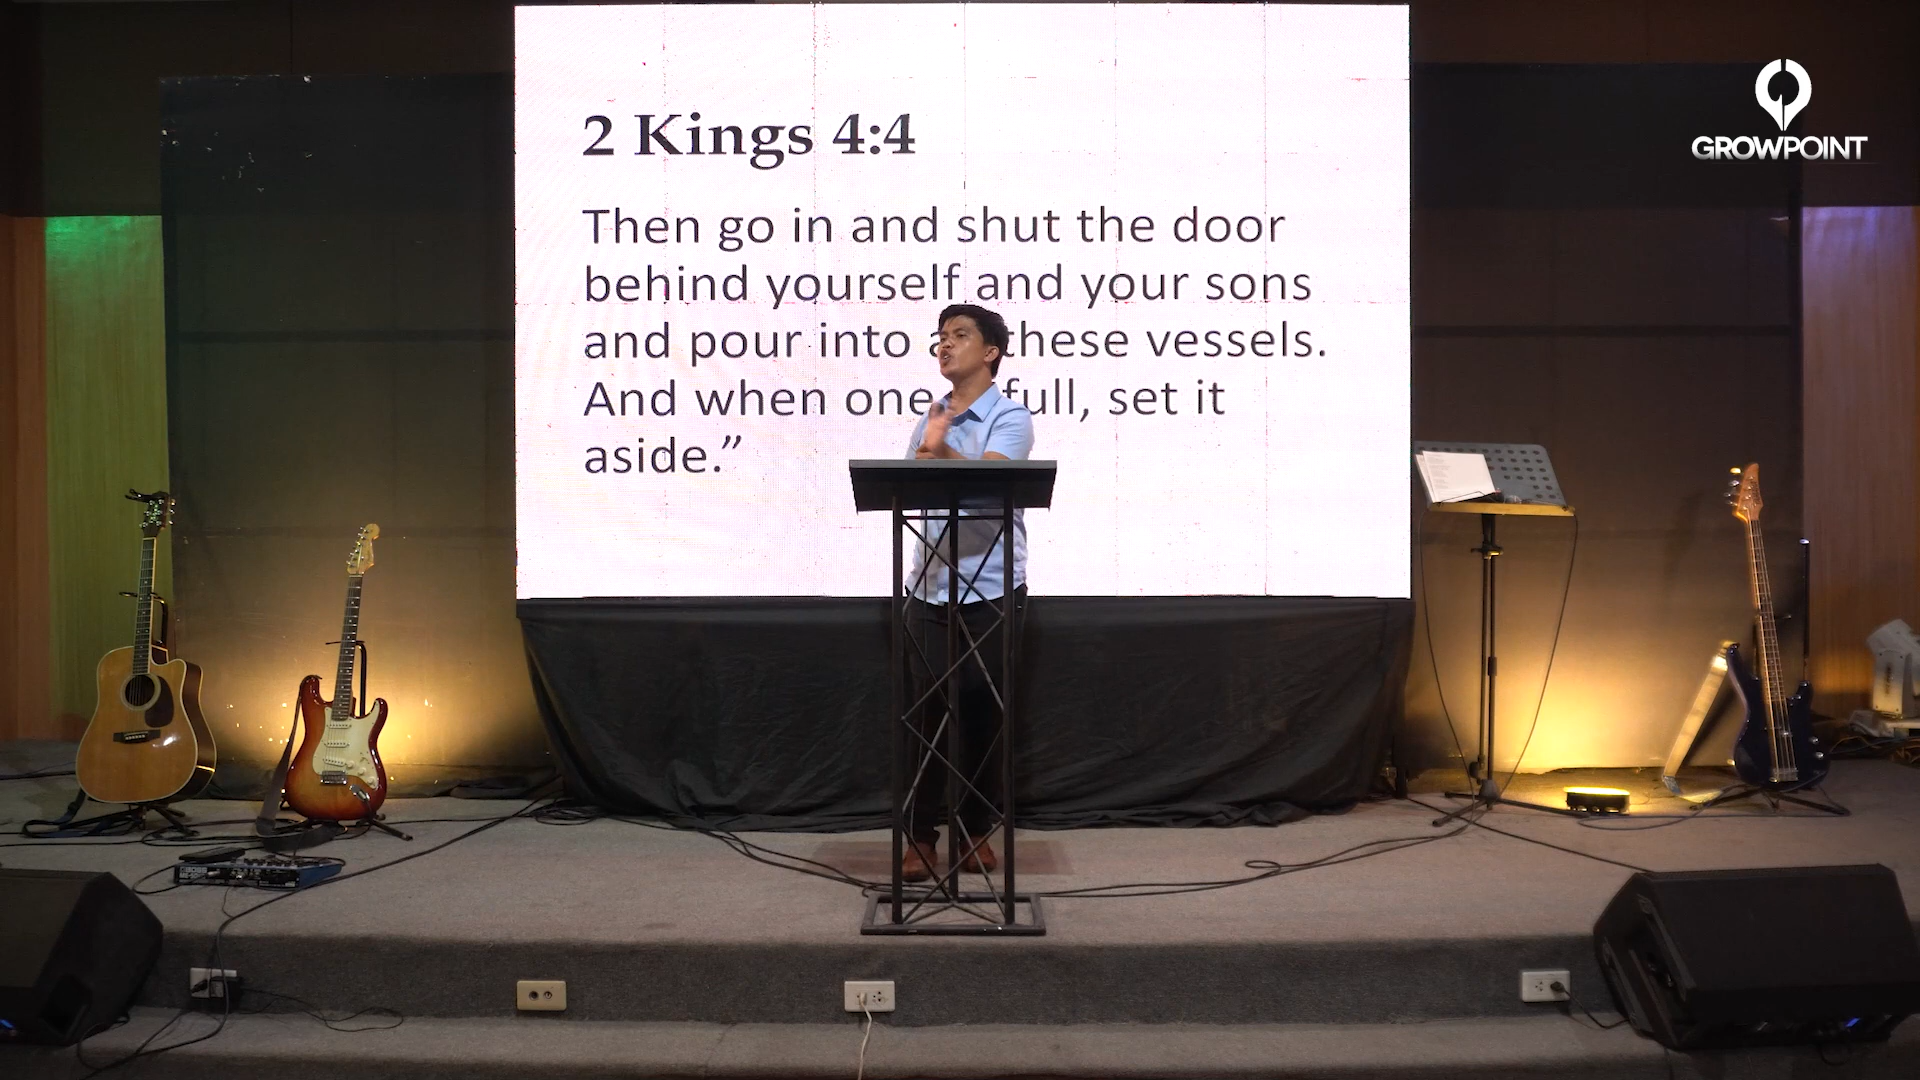 2 Kings 4:4
Then go in and shut the door
behind yourself and your sons
and pour into a these vessels.
And when one full, set it
aside.”
GROWPOINT
BOSS